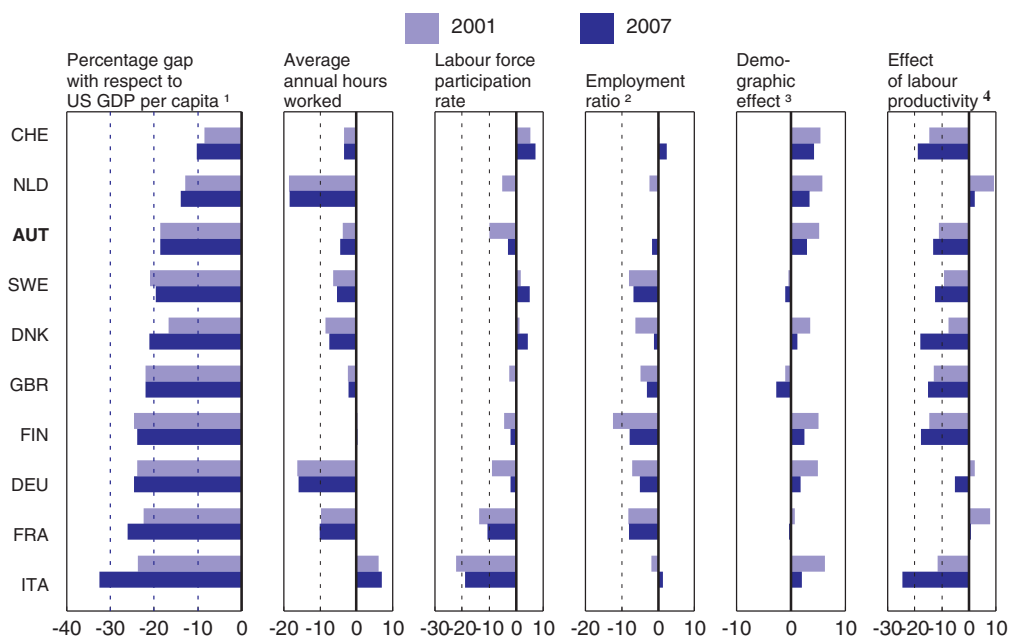 2001 2007
Percentage gap
with respect to
US GDP per capita ¹
Average
annual hours
worked
Labour force
participation
rate
Employment
ratio ²
Demo-
graphic
effect ³
Effect
of labour
productivity ⁴
CHE
NLD
AUT
SWE
DNK
GBR
FIN
DEU
FRA
ITA
-40 -30 -20 -10 0
-20 -10 0 10
-30-20-10 0 10
-20 -10 0 10
-10 0 10
-30 -20 -10 0 10